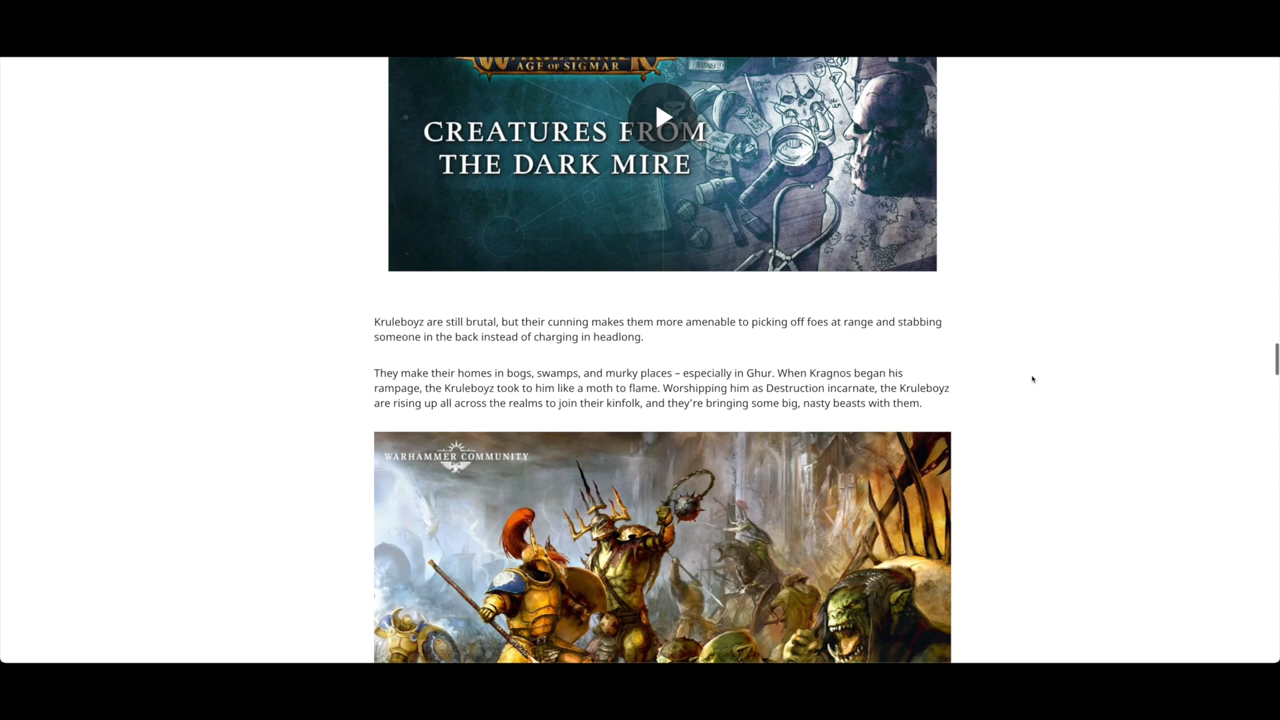 AGE OF SIGMAR
CREATURES FROM
THE DARK MIRE
Kruleboyz are still brutal, but their cunning makes them more amenable to picking off foes at range and stabbing
someone in the back instead of charging in headlong.
They make their homes in bogs, swamps, and murky places – especially in Ghur. When Kragnos began his
rampage, the Kruleboyz took to him like a moth to flame. Worshipping him as Destruction incarnate, the Kruleboyz
are rising up all across the realms to join their kinfolk, and they’re bringing some big, nasty beasts with them.
WARHAMMER COMMUNITY